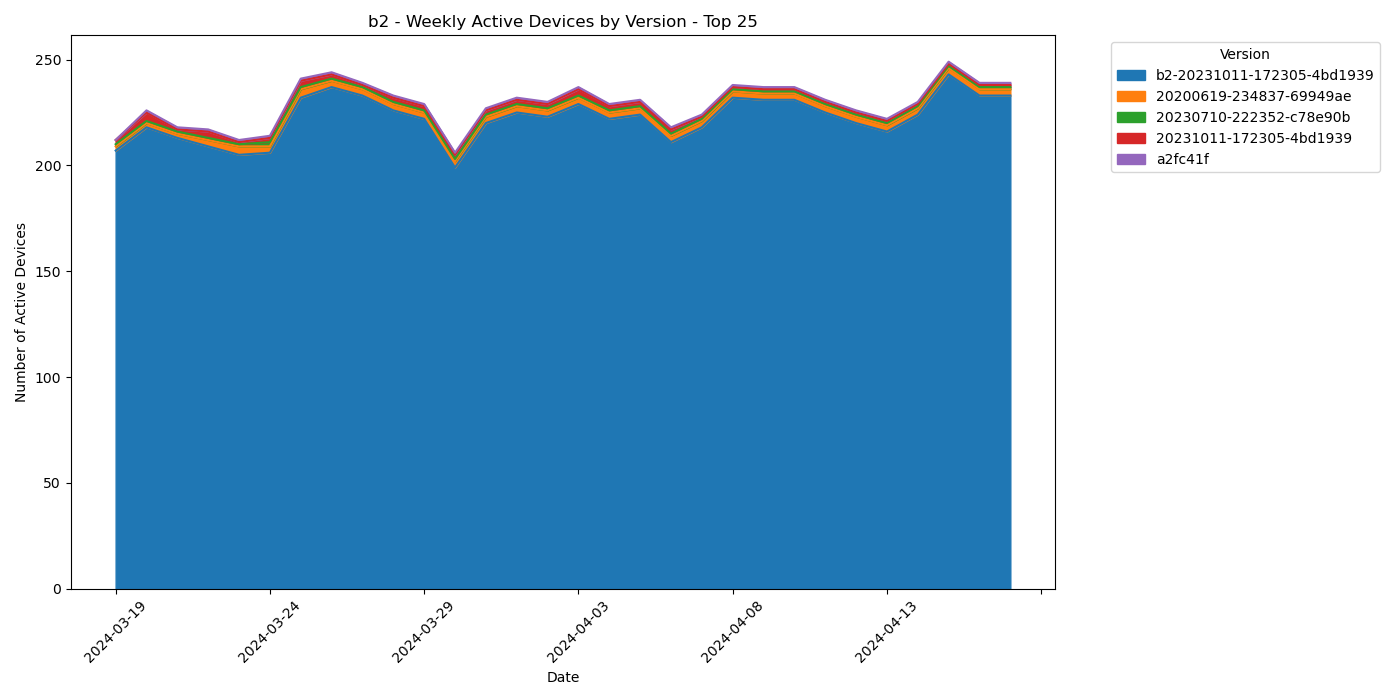 b2 - Weekly Active Devices by Version - Top 25
Number of Active Devices
250
200
150
100
50
0
2024-03-19
2024-03-24
2024-03-29
2024-04-03
2024-04-08
2024-04-13
Date
Version
b2-20231011-172305-4bd1939
20200619-234837-69949ae
20230710-222352-c78e90b
20231011-172305-4bd1939
a2fc41f